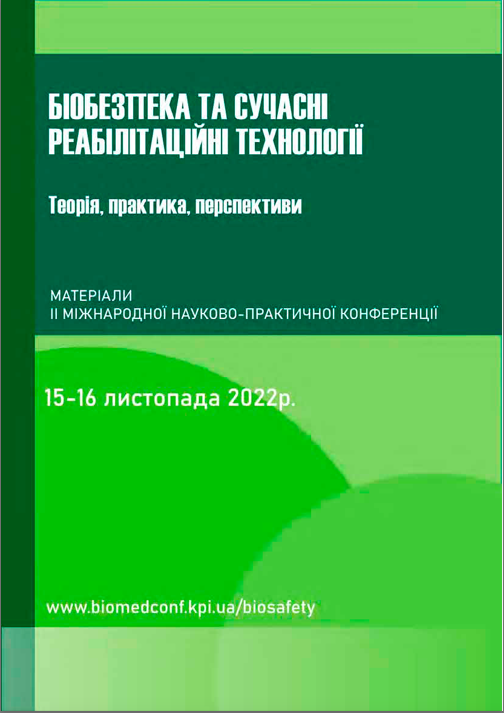 БІОБЕЗПЕКА ТА СУЧАСНІ
РЕАБІЛІТАЦІЙНІ ТЕХНОЛОГІЇ
Теорія, практика, перспективи
МАТЕРІАЛИ
ІІ МІЖНАРОДНОЇ НАУКОВО-ПРАКТИЧНОЇ КОНФЕРЕНЦІЇ
15-16 листопада 2022р.
www.biomedconf.kpi.ua/biosafety